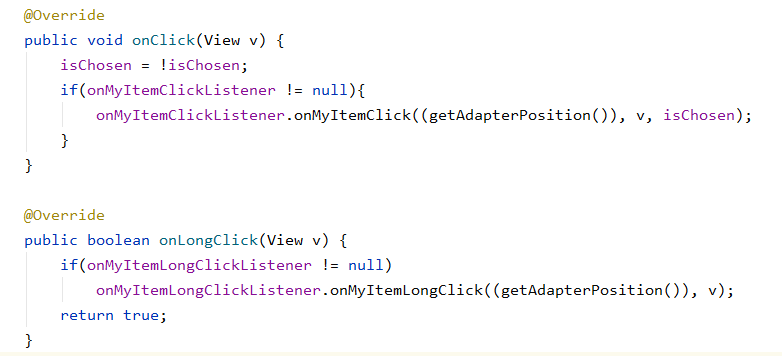 @Override
public void onClick(View v) {
isChosen = !isChosen;
if(onMyItemClickListener != null){
onMyItemClickListener.onMyItemClick((getAdapterPosition()), v, isChosen);
}
}
@Override
public boolean onLongClick(View v) {
if(onMyItemLongClickListener != null)
onMyItemLongClickListener.onMyItemLongClick((getAdapterPosition()), v);
return true;
}